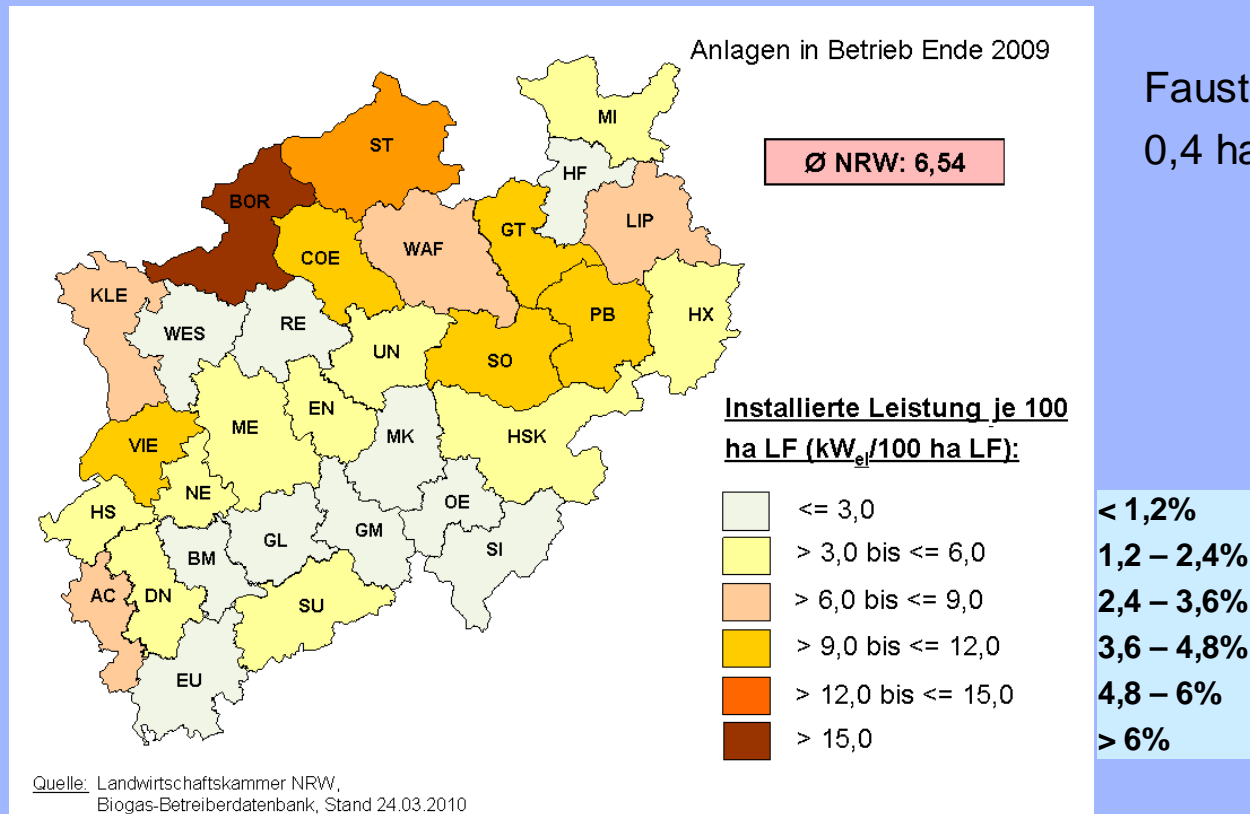 Anlagen in Betrieb Ende 2009
Faust
0,4 ha
Ø NRW: 6,54
MI
ST
HF
BOR
LIP
GT
WAF
COE
KLE
PB
HX
RE
WES
UN
SO
EN
ME
MK
HSK
VIE
NE
OE
HS
GM
GL
SI
BM
AC
DN
SU
EU
Installierte Leistung je 100
ha LF (kWel/100 ha LF):
<= 3,0 < 1,2%
> 3,0 bis <= 6,0 1,2 – 2,4%
> 6,0 bis <= 9,0 2,4 – 3,6%
> 9,0 bis <= 12,0 3,6 – 4,8%
> 12,0 bis <= 15,0 4,8 – 6%
> 15,0 > 6%
Quelle: Landwirtschaftskammer NRW,
Biogas-Betreiberdatenbank, Stand 24.03.2010